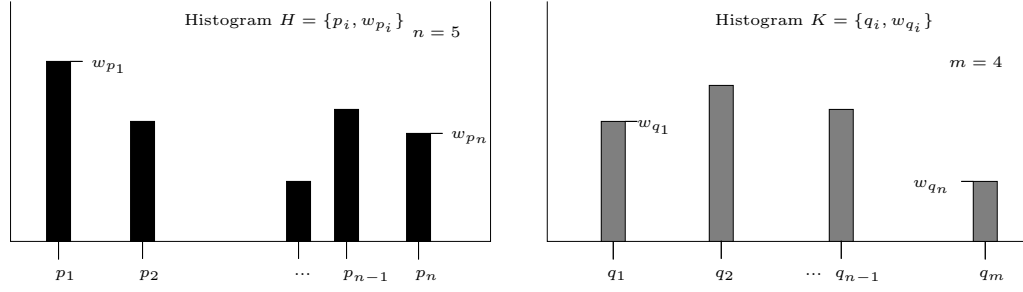 Histogram H = {p_i, w_{p_i}}
n = 5
w_{p_1}
w_{p_n}
p_1 p_2 ... p_{n−1} p_n
Histogram K = {q_i, w_{q_i}}
m = 4
w_{q_1}
w_{q_n}
q_1 q_2 ... q_{n−1} q_m